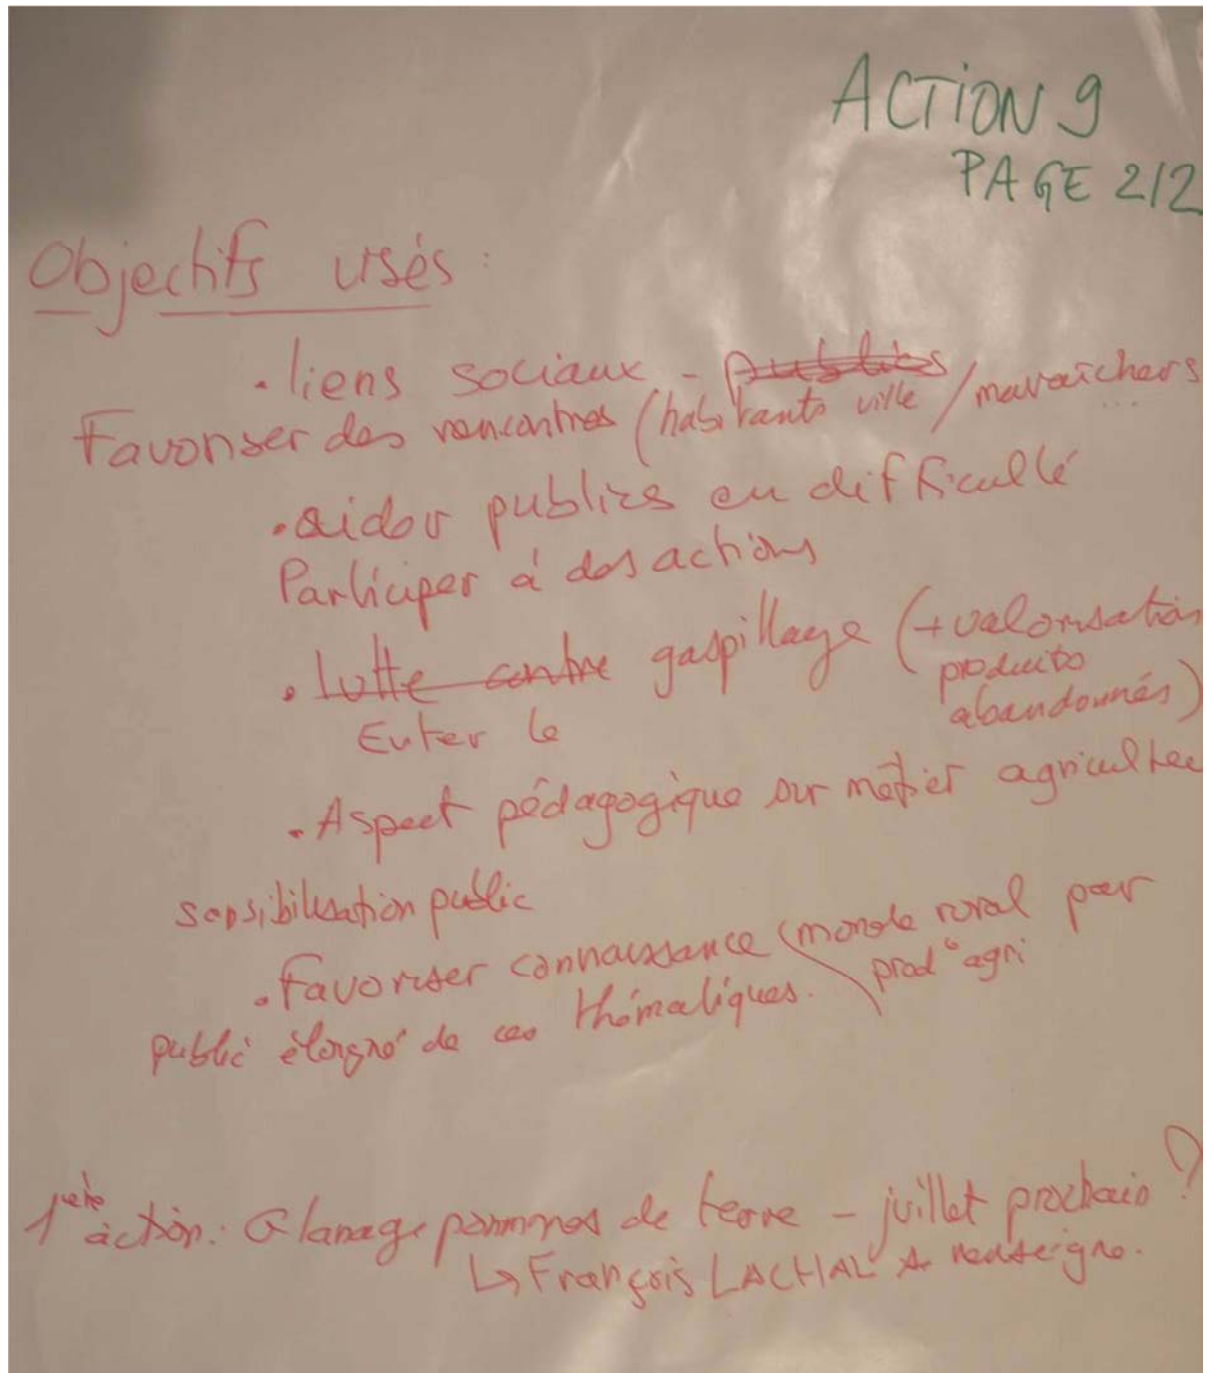 ACTION 9
PAGE 2/2
Objectifs visés :
• liens sociaux - publics
Favoriser des rencontres (habitants ville / maraîchers ...
• aider publics en difficulté
Participer à des actions
• lutte contre gaspillage (+ valorisation
produits
abandonnés)
Eviter le
• Aspect pédagogique sur métier agriculteur
sensibilisation public
• Favoriser connaissance (monde rural pour
prod° agri
public éloigné de ces thématiques.
1ère action : Glanage pommes de terre - juillet prochain ?
↳ François LACHAL se renseigne.